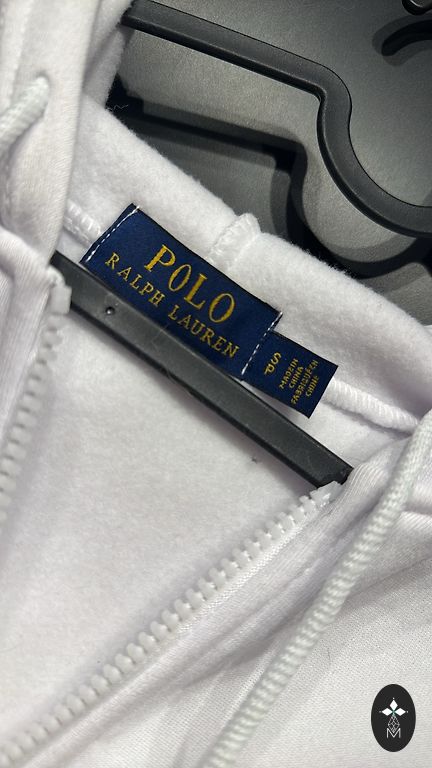 POLO
RALPH LAUREN
S
P
MADE IN
CHINA
FABRIQUÉ EN
CHINE
M